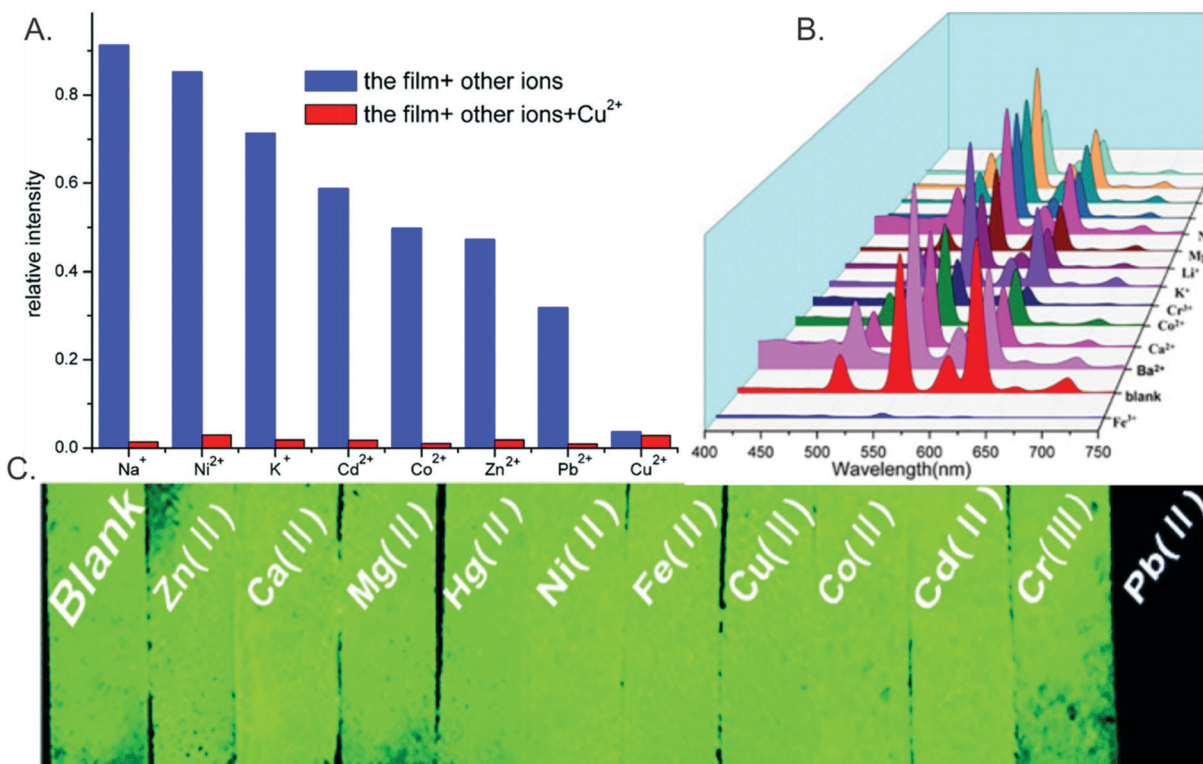 A.
relative intensity
0.8
0.6
0.4
0.2
0.0
the film+ other ions
the film+ other ions+Cu²⁺
Na⁺ Ni²⁺ K⁺ Cd²⁺ Co²⁺ Zn²⁺ Pb²⁺ Cu²⁺
B.
Li⁺
K⁺
Cr³⁺
Co²⁺
Ca²⁺
Ba²⁺
blank
Fe³⁺
400 450 500 550 600 650 700 750
Wavelength(nm)
C.
Blank Zn(II) Ca(II) Mg(II) Hg(II) Ni(II) Fe(II) Cu(II) Co(II) Cd(II) Cr(III) Pb(II)